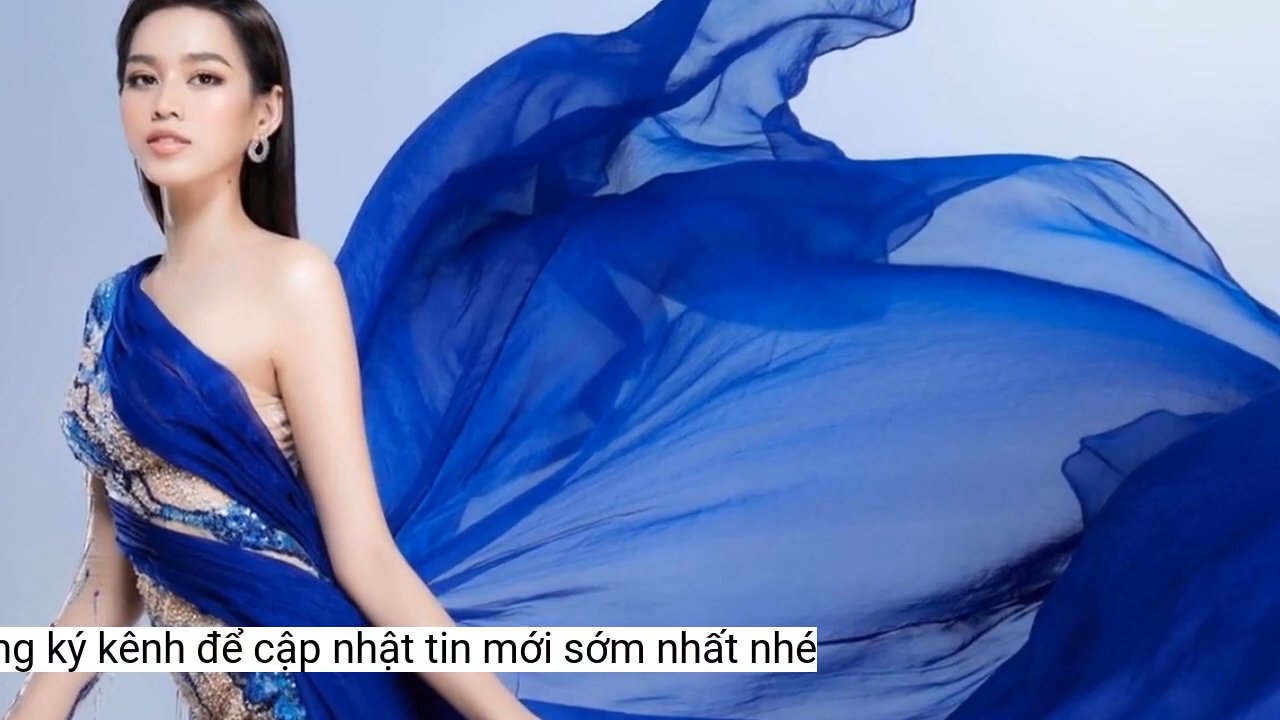 ng ký kênh để cập nhật tin mới sớm nhất nhé